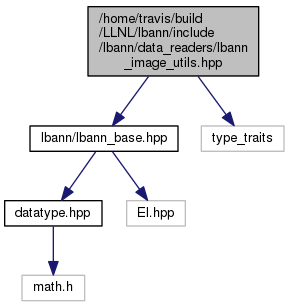 /home/travis/build
/LLNL/lbann/include
/lbann/data_readers/lbann
_image_utils.hpp
lbann/lbann_base.hpp
type_traits
datatype.hpp
El.hpp
math.h